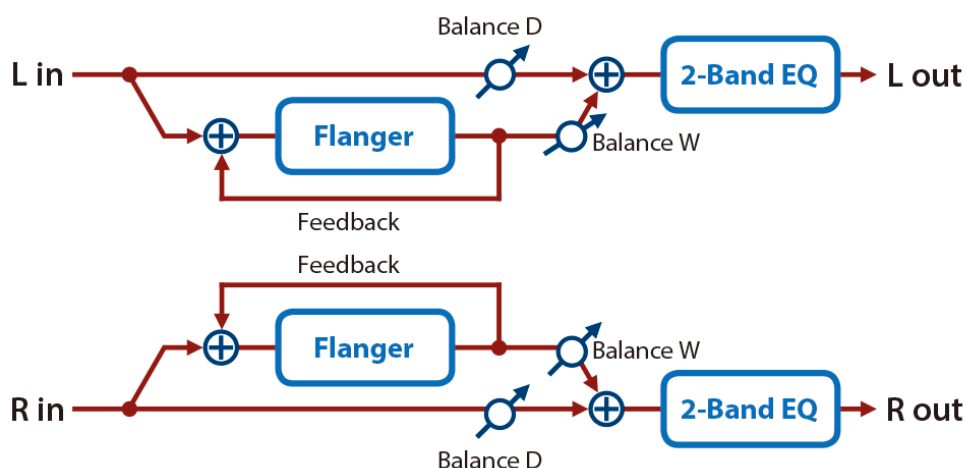 Balance D
L in
2-Band EQ
L out
Flanger
Balance W
Feedback
Feedback
Flanger
Balance W
R in
2-Band EQ
R out
Balance D